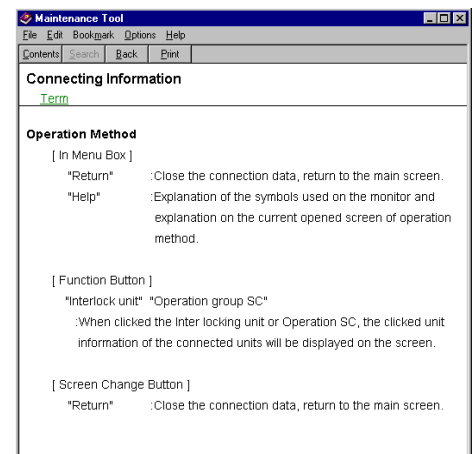 Maintenance Tool
File Edit Bookmark Options Help
Contents Search Back Print
Connecting Information
Term
Operation Method
[ In Menu Box ]
"Return" :Close the connection data, return to the main screen.
"Help" :Explanation of the symbols used on the monitor and
explanation on the current opened screen of operation
method.
[ Function Button ]
"Interlock unit" "Operation group SC"
:When clicked the Inter locking unit or Operation SC, the clicked unit
information of the connected units will be displayed on the screen.
[ Screen Change Button ]
"Return" :Close the connection data, return to the main screen.